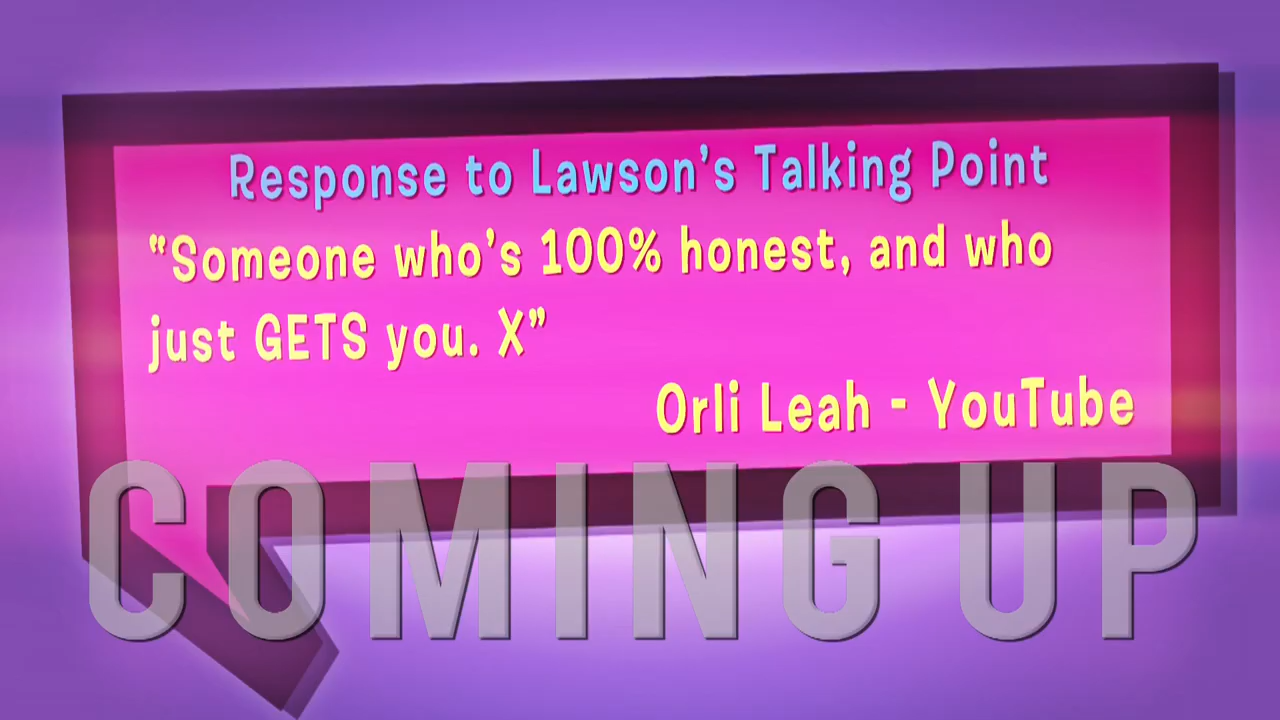 Response to Lawson’s Talking Point
“Someone who’s 100% honest, and who
just GETS you. X”
Orli Leah - YouTube
COMING UP